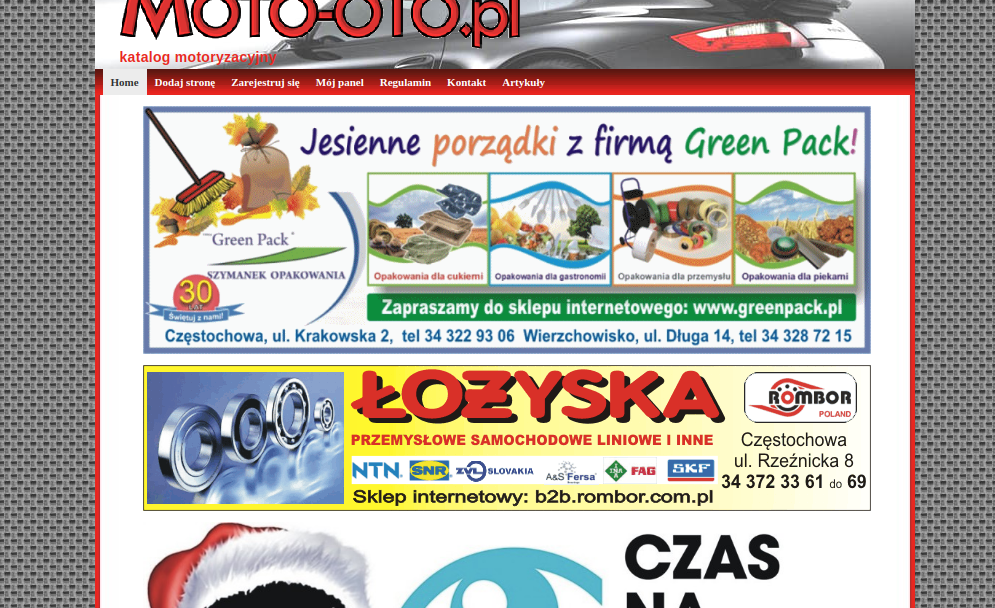 Moto-oto.pl
katalog motoryzacyjny
Home Dodaj stronę Zarejestruj się Mój panel Regulamin Kontakt Artykuły
Jesienne porządki z firmą Green Pack!
Green Pack
SZYMANEK OPAKOWANIA
30
LAT
Świętuj z nami!
Opakowania dla cukierni Opakowania dla gastronomii Opakowania dla przemysłu Opakowania dla piekarni
Zapraszamy do sklepu internetowego: www.greenpack.pl
Częstochowa, ul. Krakowska 2, tel 34 322 93 06 Wierzchowisko, ul. Długa 14, tel 34 328 72 15
ŁOŻYSKA
PRZEMYSŁOWE SAMOCHODOWE LINIOWE I INNE
NTN SNR ZVL SLOVAKIA A&S Fersa INA FAG SKF
Sklep internetowy: b2b.rombor.com.pl
ROMBOR
POLAND
Częstochowa
ul. Rzeźnicka 8
34 372 33 61 do 69
CZAS
NA